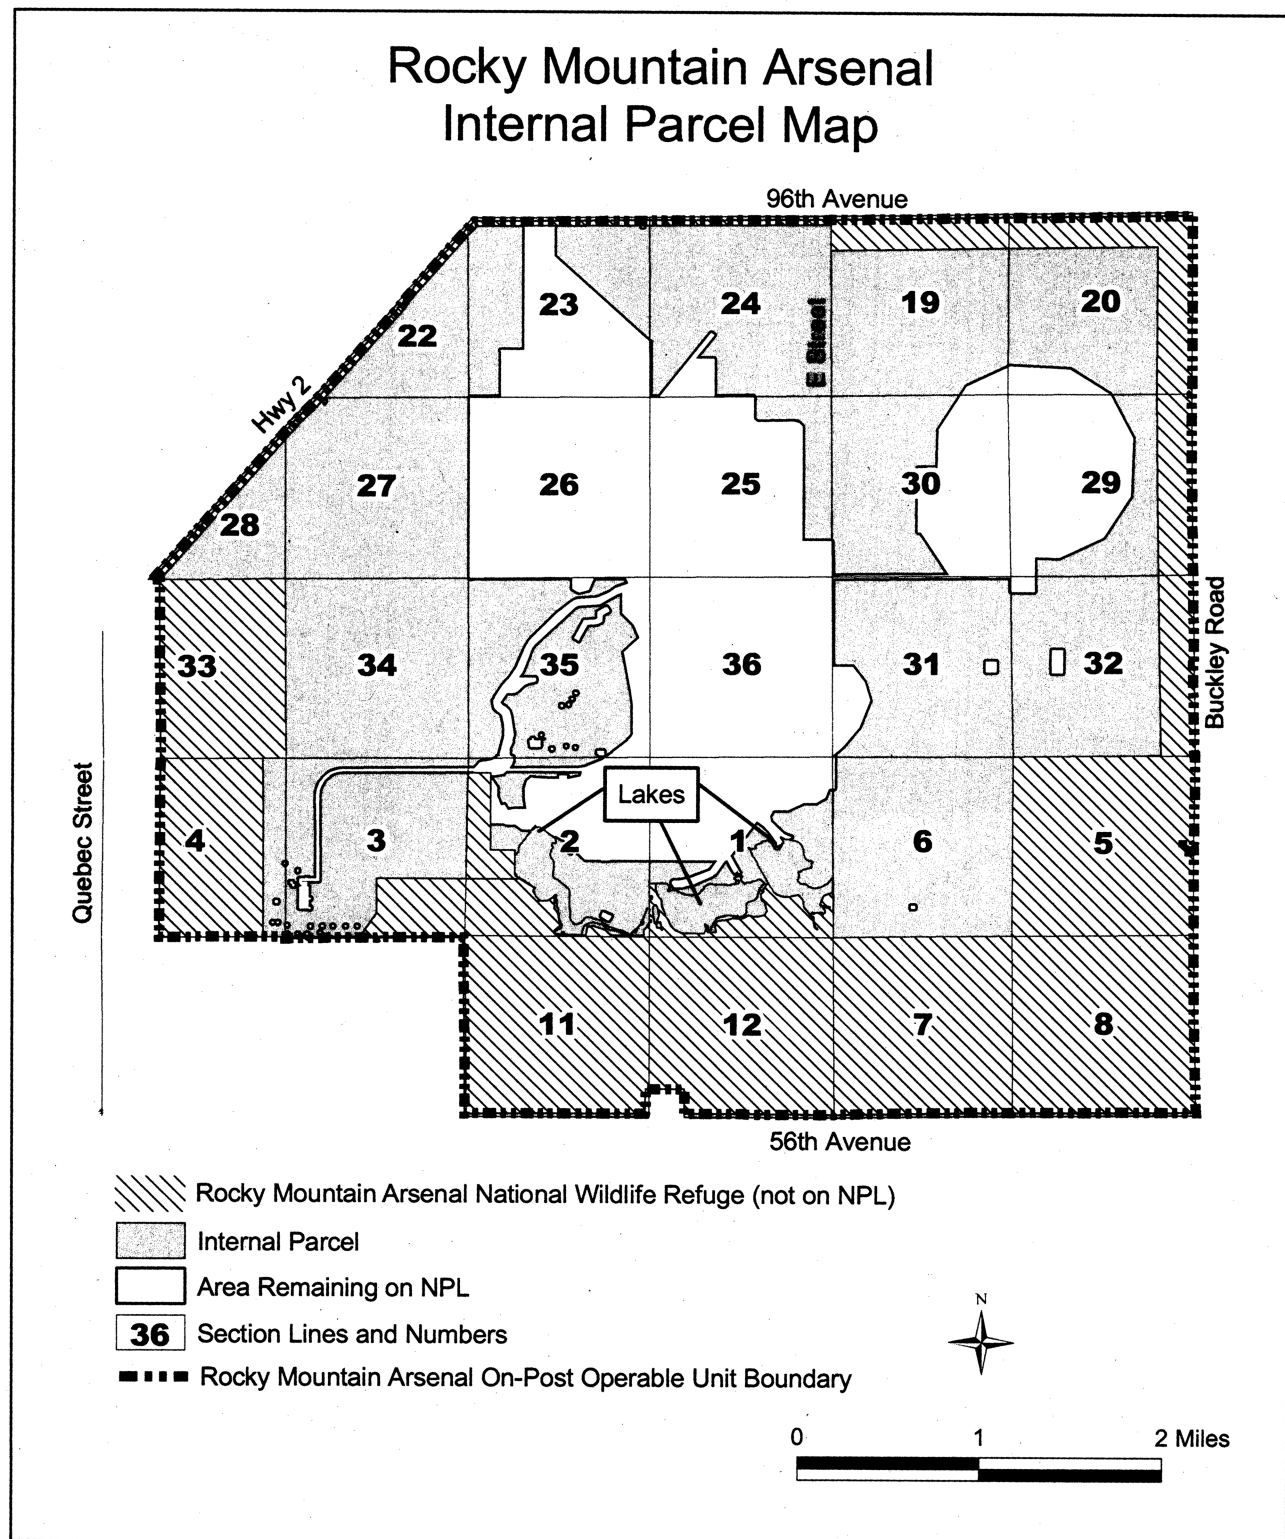 Rocky Mountain Arsenal
Internal Parcel Map
96th Avenue
23
24
19
20
22
E Street
Hwy 2
27
26
25
30
29
28
33
34
35
36
31
32
Buckley Road
Quebec Street
Lakes
4
3
2
1
6
5
11
12
7
8
56th Avenue
Rocky Mountain Arsenal National Wildlife Refuge (not on NPL)
Internal Parcel
Area Remaining on NPL
36 Section Lines and Numbers
Rocky Mountain Arsenal On-Post Operable Unit Boundary
N
0 1 2 Miles